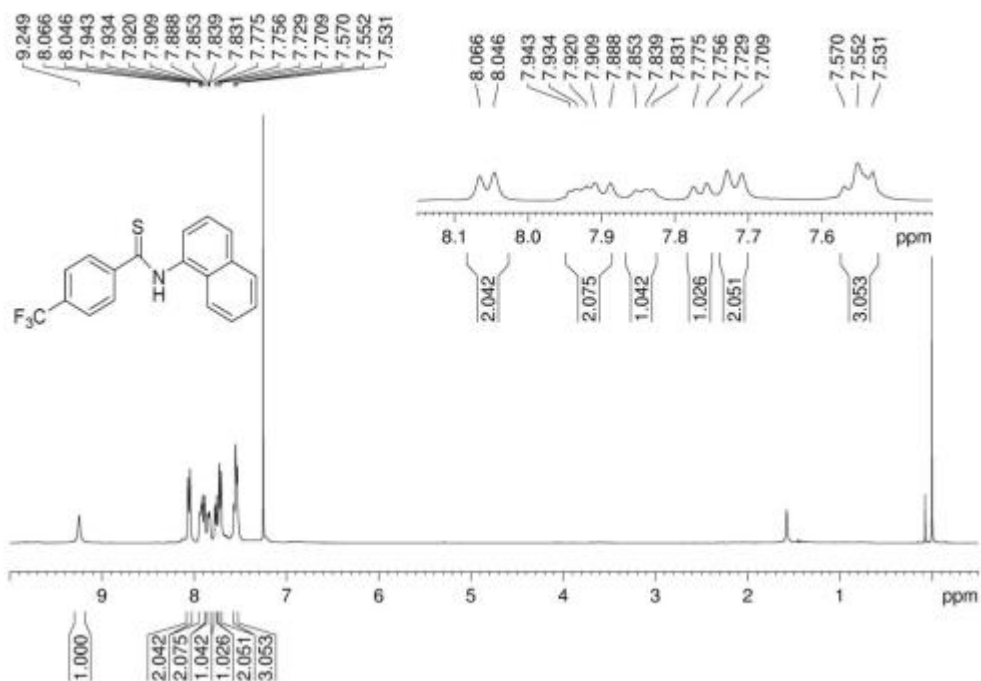 9.249 8.066 8.046 7.943 7.934 7.920 7.909 7.888 7.853 7.839 7.831 7.775 7.756 7.729 7.709 7.570 7.552 7.531
8.066 8.046 7.943 7.934 7.920 7.909 7.888 7.853 7.839 7.831 7.775 7.756 7.729 7.709 7.570 7.552 7.531
8.1 8.0 7.9 7.8 7.7 7.6 ppm
2.042 2.075 1.042 1.026 2.051 3.053
S
N
H
F₃C
9 8 7 6 5 4 3 2 1 ppm
1.000 2.042 2.075 1.042 1.026 2.051 3.053